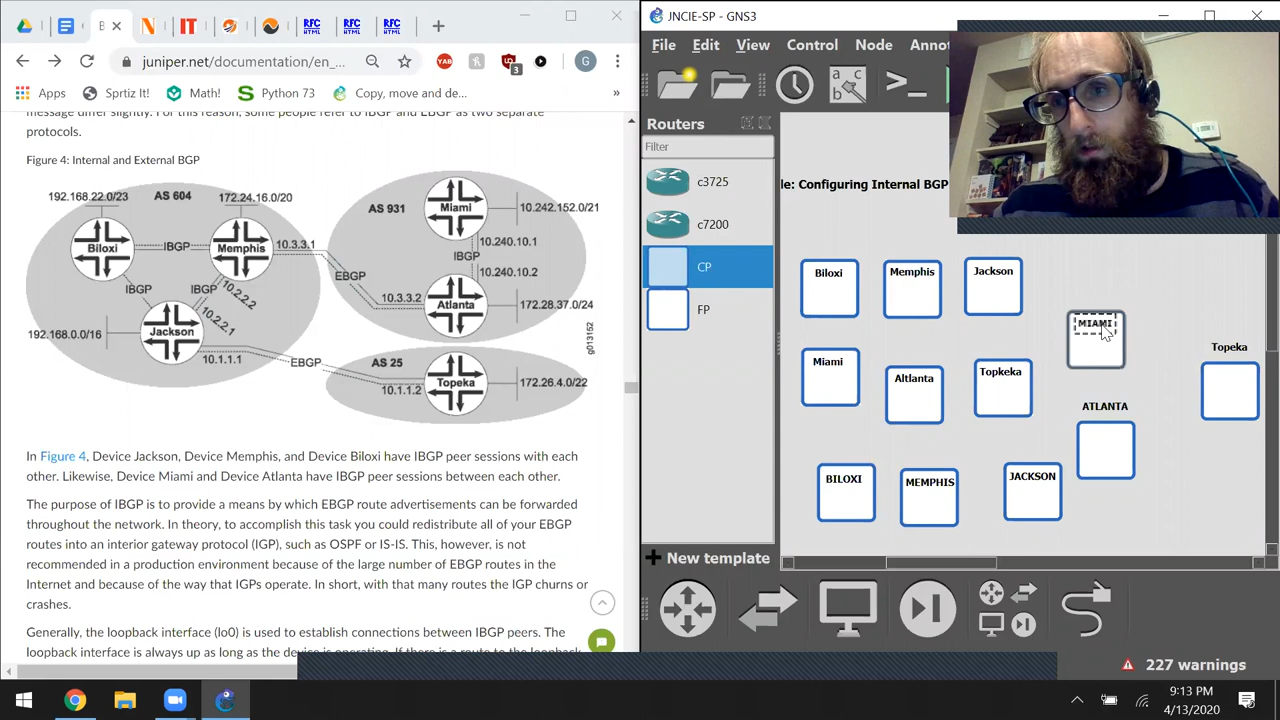 B
N
IT
RFC
HTML
RFC
HTML
RFC
HTML
juniper.net/documentation/en_...
YAB
3
G
Apps
Sprtiz It!
Math
S
Python 73
Copy, move and de...
»
message differ slightly. For this reason, some people refer to IBGP and EBGP as two separate
protocols.
Figure 4: Internal and External BGP
192.168.22.0/23
AS 604
172.24.16.0/20
Biloxi
IBGP
Memphis
10.3.3.1
IBGP
IBGP
10.2.2.2
10.2.2.1
192.168.0.0/16
Jackson
10.1.1.1
EBGP
EBGP
10.3.3.2
AS 931
Miami
10.242.152.0/21
10.240.10.1
IBGP
10.240.10.2
Atlanta
172.28.37.0/24
AS 25
10.1.1.2
Topeka
172.26.4.0/22
g013152
In Figure 4, Device Jackson, Device Memphis, and Device Biloxi have IBGP peer sessions with each
other. Likewise, Device Miami and Device Atlanta have IBGP peer sessions between each other.
The purpose of IBGP is to provide a means by which EBGP route advertisements can be forwarded
throughout the network. In theory, to accomplish this task you could redistribute all of your EBGP
routes into an interior gateway protocol (IGP), such as OSPF or IS-IS. This, however, is not
recommended in a production environment because of the large number of EBGP routes in the
Internet and because of the way that IGPs operate. In short, with that many routes the IGP churns or
crashes.
Generally, the loopback interface (lo0) is used to establish connections between IBGP peers. The
loopback interface is always up as long as the device is operating. If there is a route to the loopback
JNCIE-SP - GNS3
File Edit View Control Node Annot
a c
b
Routers
Filter
c3725
c7200
CP
FP
New template
le: Configuring Internal BGP
Biloxi
Memphis
Jackson
MIAMI
Miami
Altlanta
Topkeka
Topeka
ATLANTA
BILOXI
MEMPHIS
JACKSON
227 warnings
9:13 PM
4/13/2020